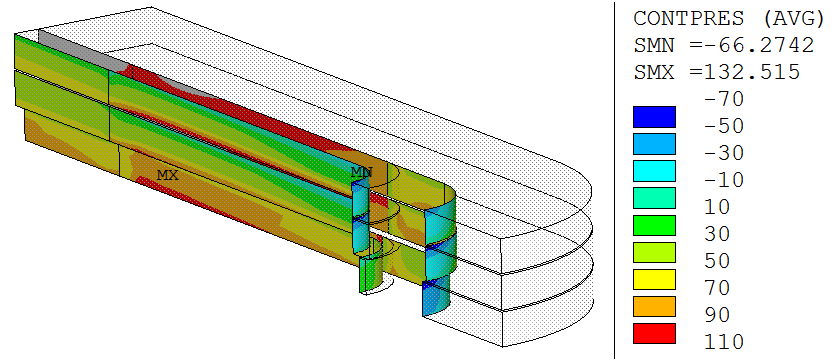 CONTPRES (AVG)
SMN =-66.2742
SMX =132.515
-70
-50
-30
-10
10
30
50
70
90
110
MX
MN